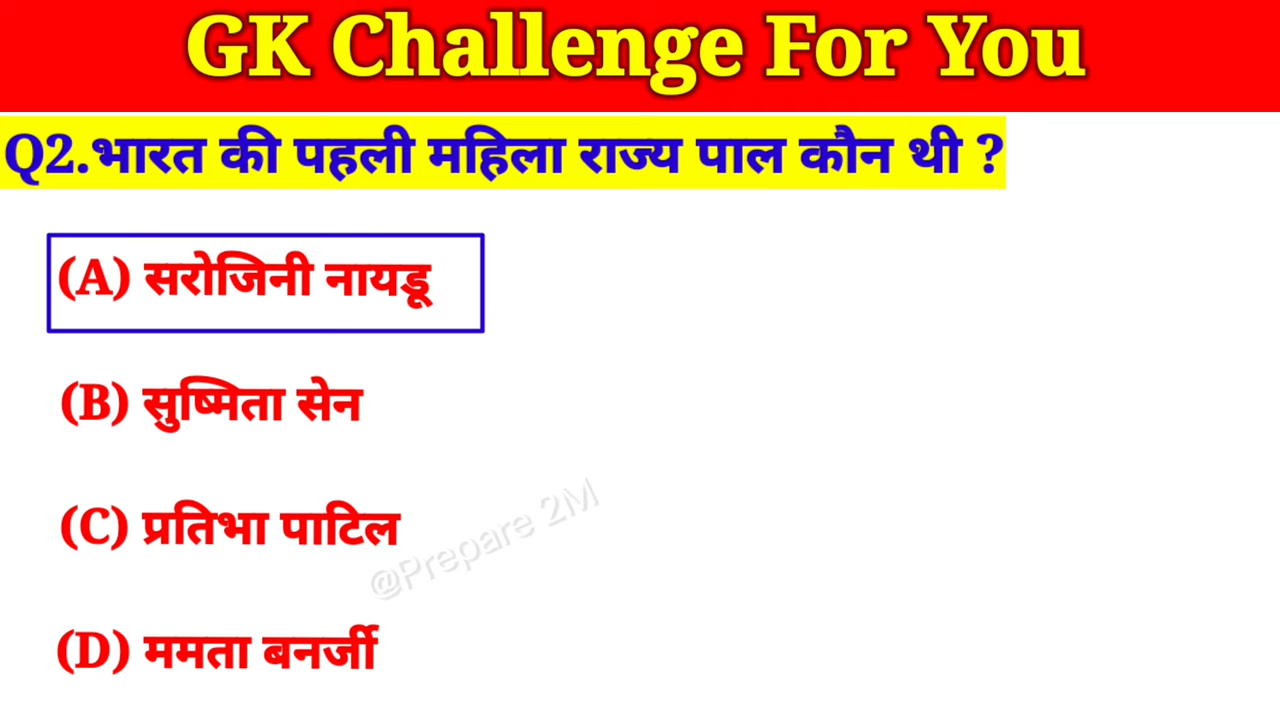 GK Challenge For You
Q2.भारत की पहली महिला राज्य पाल कौन थी ?
(A) सरोजिनी नायडू
(B) सुष्मिता सेन
(C) प्रतिभा पाटिल
@Prepare 2M
(D) ममता बनर्जी